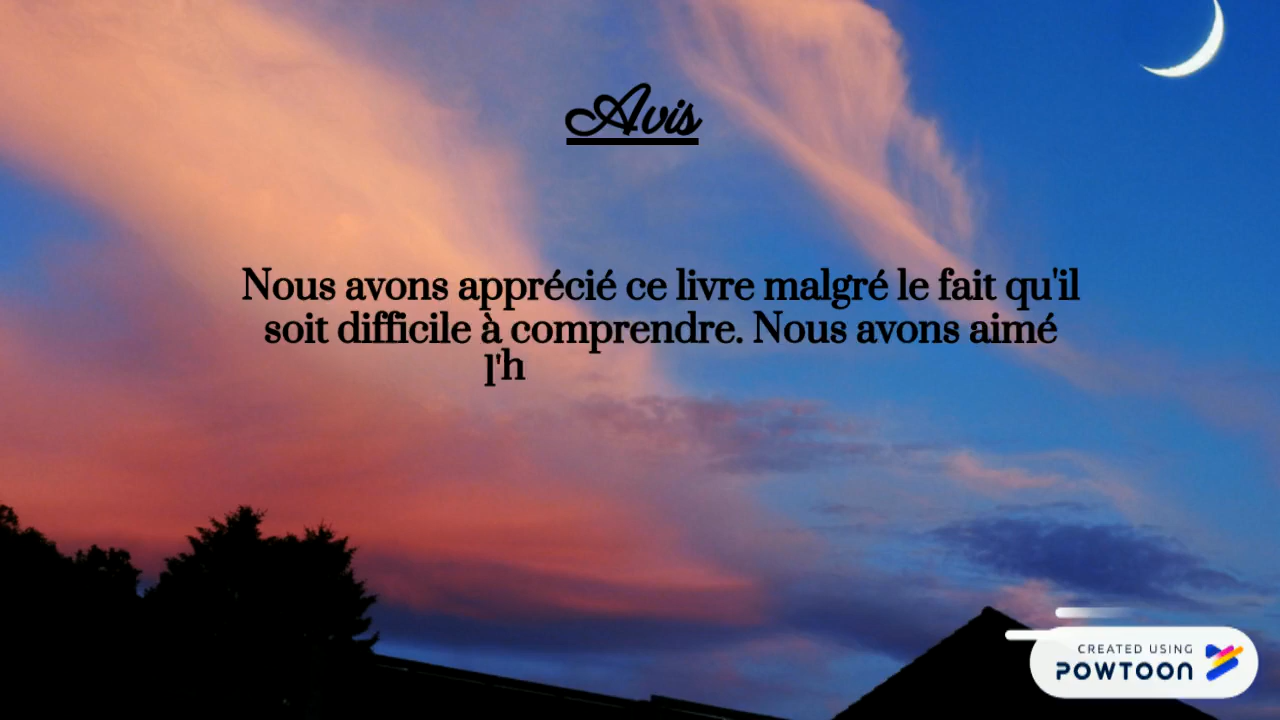 Avis
Nous avons apprécié ce livre malgré le fait qu'il
soit difficile à comprendre. Nous avons aimé
l'h
CREATED USING
POWTOON